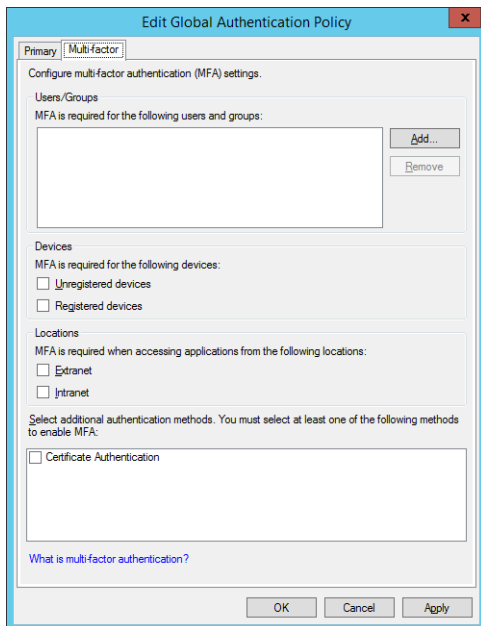 Edit Global Authentication Policy
x
Primary Multi-factor
Configure multi-factor authentication (MFA) settings.
Users/Groups
MFA is required for the following users and groups:
Add...
Remove
Devices
MFA is required for the following devices:
Unregistered devices
Registered devices
Locations
MFA is required when accessing applications from the following locations:
Extranet
Intranet
Select additional authentication methods. You must select at least one of the following methods
to enable MFA:
Certificate Authentication
What is multi-factor authentication?
OK Cancel Apply